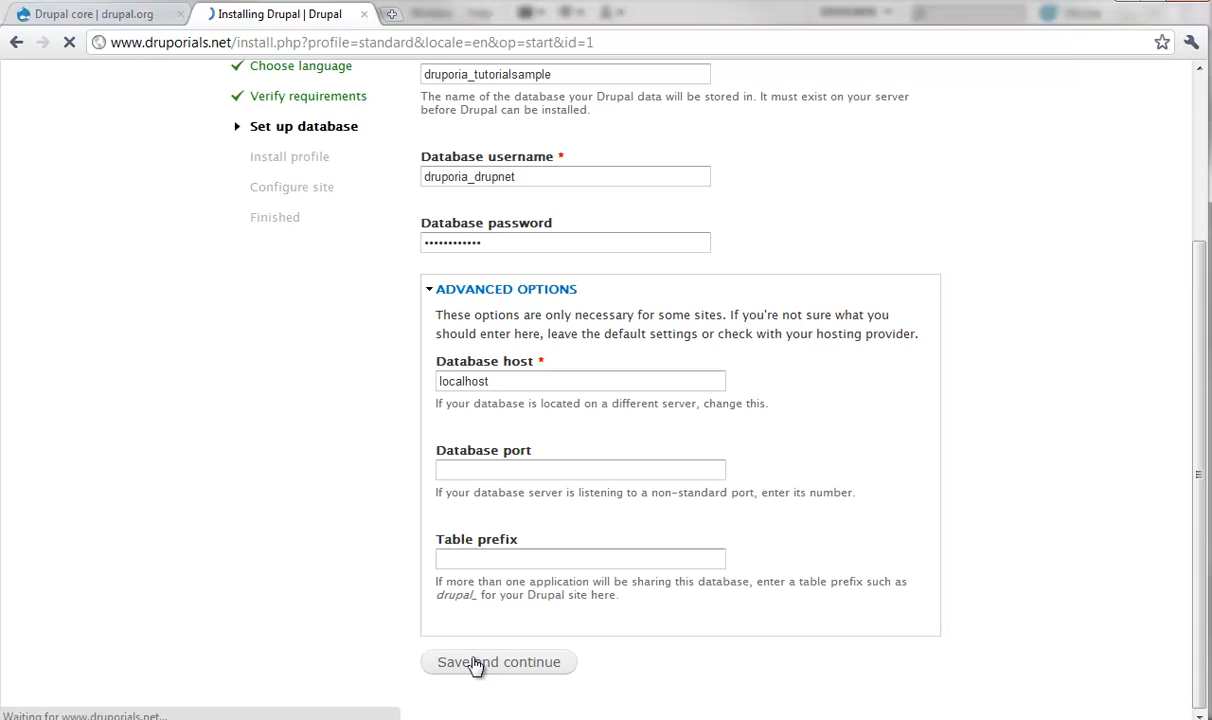 Drupal core | drupal.org
Installing Drupal | Drupal
www.druporials.net/install.php?profile=standard&locale=en&op=start&id=1
Choose language
Verify requirements
Set up database
Install profile
Configure site
Finished
druporia_tutorialsample
The name of the database your Drupal data will be stored in. It must exist on your server
before Drupal can be installed.
Database username *
druporia_drupnet
Database password
••••••••••••
ADVANCED OPTIONS
These options are only necessary for some sites. If you're not sure what you
should enter here, leave the default settings or check with your hosting provider.
Database host *
localhost
If your database is located on a different server, change this.
Database port
If your database server is listening to a non-standard port, enter its number.
Table prefix
If more than one application will be sharing this database, enter a table prefix such as
drupal_ for your Drupal site here.
Save and continue
Waiting for www.druporials.net...